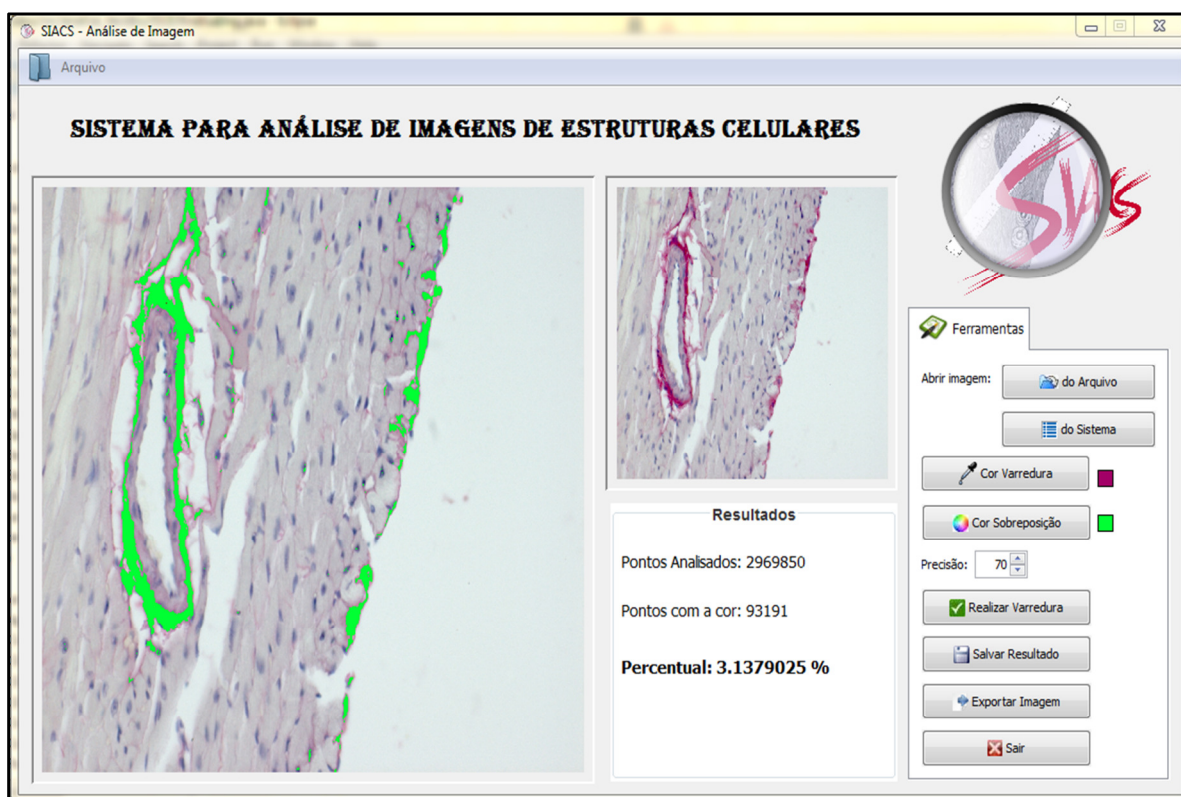 SIACS - Análise de Imagem
Arquivo
SISTEMA PARA ANÁLISE DE IMAGENS DE ESTRUTURAS CELULARES
SIACS
Ferramentas
Abrir imagem: do Arquivo
do Sistema
Cor Varredura
Cor Sobreposição
Precisão: 70
Realizar Varredura
Salvar Resultado
Exportar Imagem
Sair
Resultados
Pontos Analisados: 2969850
Pontos com a cor: 93191
Percentual: 3.1379025 %